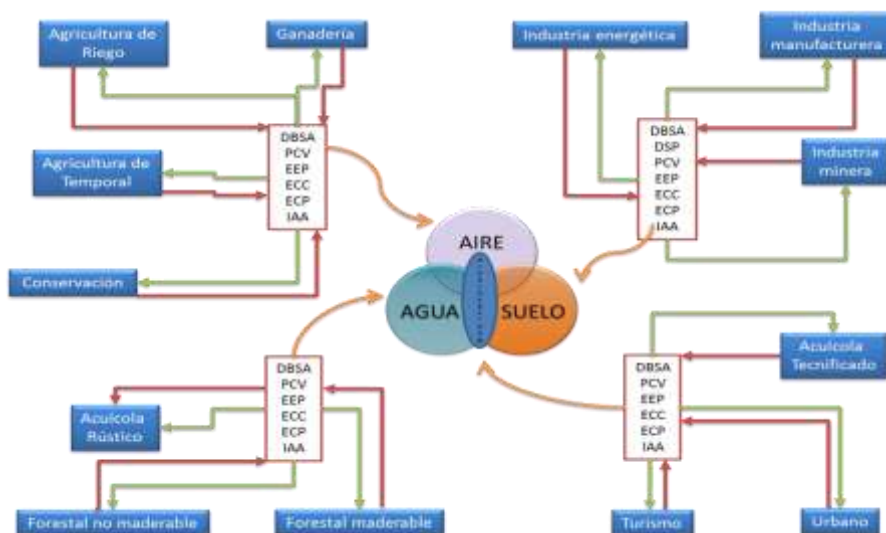 Agricultura de
Riego
Ganadería
Industria energética
Industria
manufacturera
DBSA
PCV
EEP
ECC
ECP
IAA
DBSA
DSP
PCV
EEP
ECC
ECP
IAA
Agricultura de
Temporal
Industria
minera
Conservación
AIRE
AGUA
SUELO
DBSA
PCV
EEP
ECC
ECP
IAA
DBSA
PCV
EEP
ECC
ECP
IAA
Acuícola
Tecnificado
Acuícola
Rústico
Forestal no maderable
Forestal maderable
Turismo
Urbano